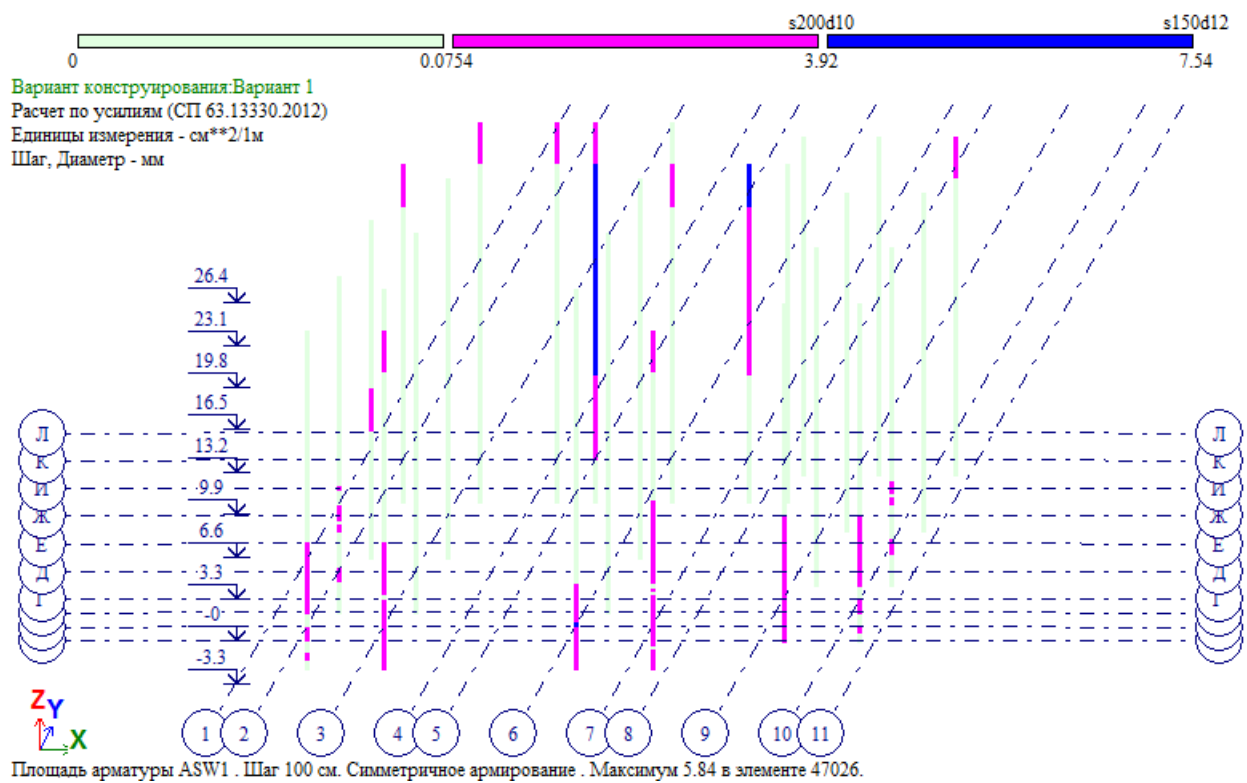 s200d10 s150d12
0 0.0754 3.92 7.54
Вариант конструирования:Вариант 1
Расчет по усилиям (СП 63.13330.2012)
Единицы измерения - см**2/1м
Шаг, Диаметр - мм
26.4
23.1
19.8
16.5
Л Л
13.2
К К
И И
9.9
Ж Ж
6.6
Е Е
3.3
Д Д
Г Г
-0
-3.3
Z Y X
1 2 3 4 5 6 7 8 9 10 11
Площадь арматуры ASW1 . Шаг 100 см. Симметричное армирование . Максимум 5.84 в элементе 47026.